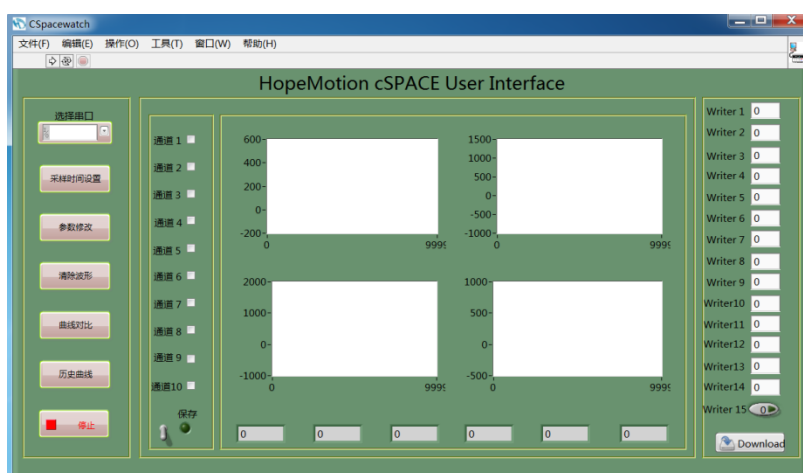 CSpacewatch
文件(F) 编辑(E) 操作(O) 工具(T) 窗口(W) 帮助(H)
HopeMotion cSPACE User Interface
选择串口
采样时间设置
参数修改
清除波形
曲线对比
历史曲线
停止
通道 1
通道 2
通道 3
通道 4
通道 5
通道 6
通道 7
通道 8
通道 9
通道10
保存
600
400
200
0
-200
0 9999
1500
1000
500
0
-500
-1000
0 9999
2000
1000
0
-1000
0 9999
1000
500
0
-500
0 9999
0 0 0 0 0 0
Writer 1 0
Writer 2 0
Writer 3 0
Writer 4 0
Writer 5 0
Writer 6 0
Writer 7 0
Writer 8 0
Writer 9 0
Writer10 0
Writer11 0
Writer12 0
Writer13 0
Writer14 0
Writer 15 0
Download